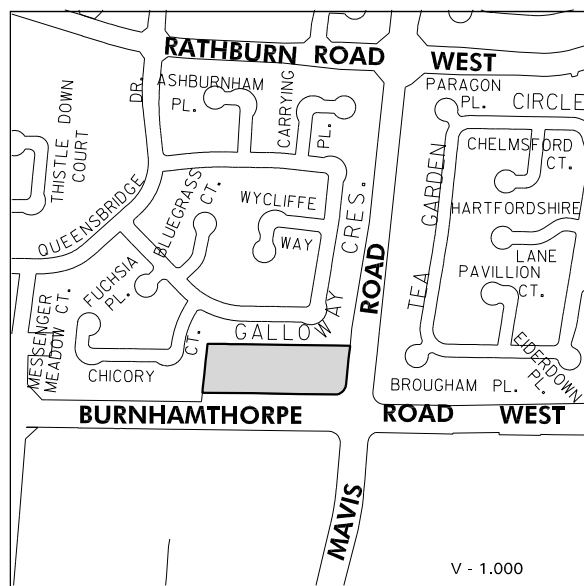 RATHBURN ROAD WEST
ASHBURNHAM
PL.
DR.
CARRYING
PL.
PARAGON
PL.
CIRCLE
THISTLE DOWN
COURT
CHELMSFORD
CT.
QUEENSBRIDGE
BLUEGRASS
CT.
WYCLIFFE
WAY
CRES.
GARDEN
HARTFORDSHIRE
LANE
ROAD
TEA
PAVILLION
CT.
FUCHSIA
PL.
MESSENGER
MEADOW CT.
GALLOWAY
CT.
CHICORY
EIDERDOWN
PL.
BROUGHAM PL.
BURNHAMTHORPE ROAD WEST
MAVIS
V - 1.000